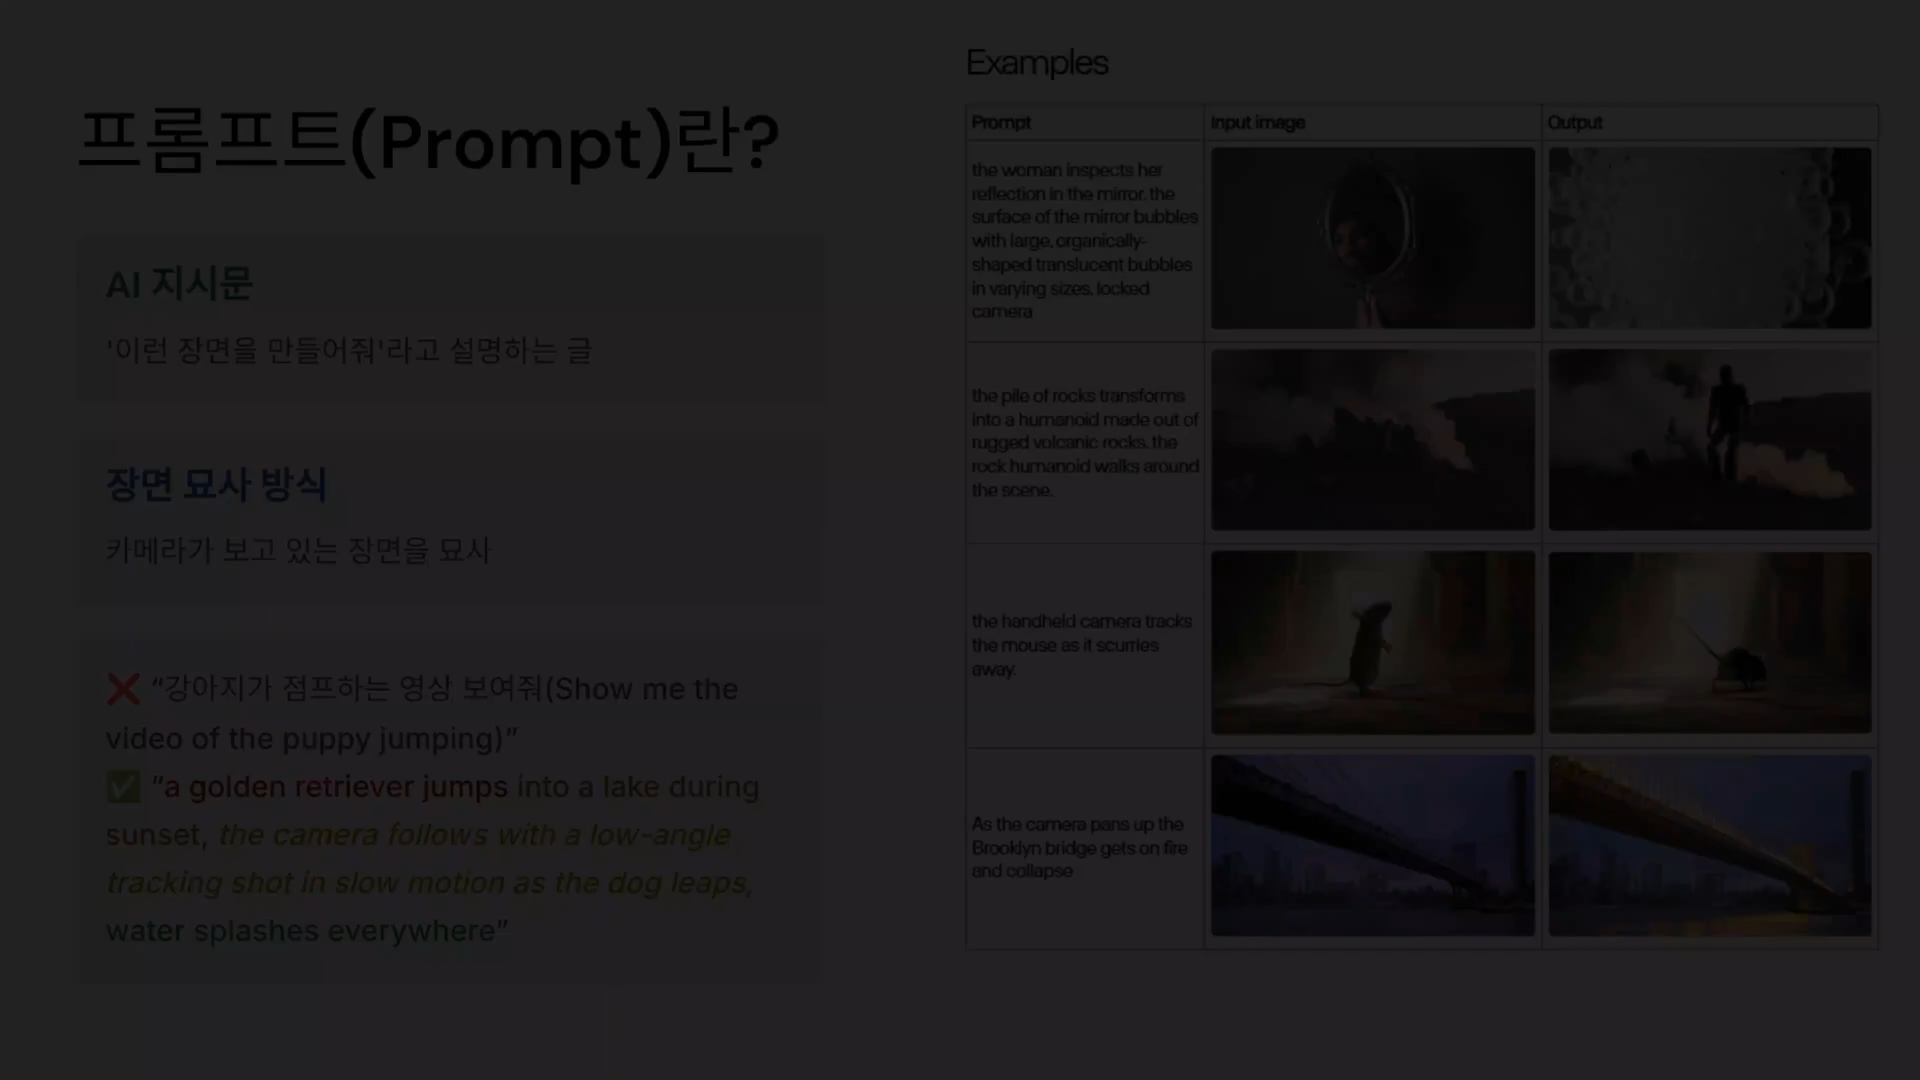 프롬프트(Prompt)란?
AI 지시문
'이런 장면을 만들어줘'라고 설명하는 글
장면 묘사 방식
카메라가 보고 있는 장면을 묘사
❌ “강아지가 점프하는 영상 보여줘(Show me the
video of the puppy jumping)”
✅ “a golden retriever jumps into a lake during
sunset, the camera follows with a low-angle
tracking shot in slow motion as the dog leaps,
water splashes everywhere”
Examples
Prompt
Input image
Output
the woman inspects her
reflection in the mirror. the
surface of the mirror bubbles
with large, organically-
shaped translucent bubbles
in varying sizes. locked
camera
the pile of rocks transforms
into a humanoid made out of
rugged volcanic rocks. the
rock humanoid walks around
the scene.
the handheld camera tracks
the mouse as it scurries
away.
As the camera pans up the
Brooklyn bridge gets on fire
and collapse